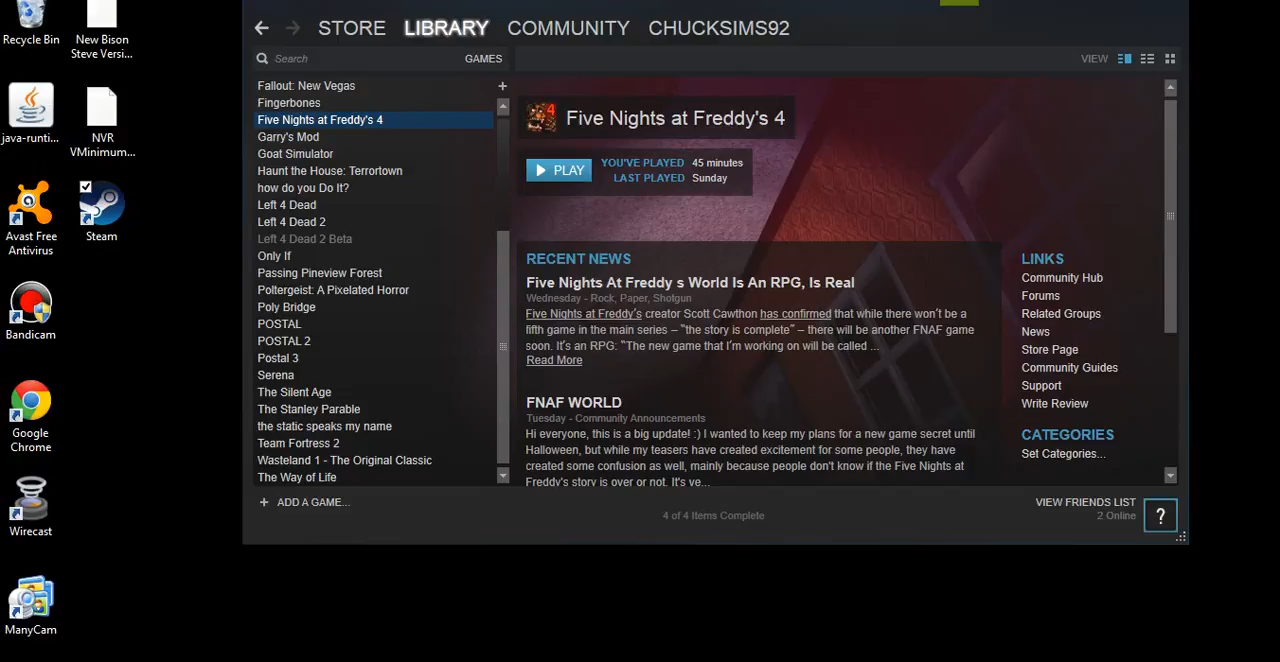 Recycle Bin
New Bison
Steve Versi...
java-runti...
NVR
VMinimum...
Avast Free
Antivirus
Steam
Bandicam
Google
Chrome
Wirecast
ManyCam
STORE LIBRARY COMMUNITY CHUCKSIMS92
Search GAMES
VIEW
Fallout: New Vegas
Fingerbones
Five Nights at Freddy's 4
Garry's Mod
Goat Simulator
Haunt the House: Terrortown
how do you Do It?
Left 4 Dead
Left 4 Dead 2
Left 4 Dead 2 Beta
Only If
Passing Pineview Forest
Poltergeist: A Pixelated Horror
Poly Bridge
POSTAL
POSTAL 2
Postal 3
Serena
The Silent Age
The Stanley Parable
the static speaks my name
Team Fortress 2
Wasteland 1 - The Original Classic
The Way of Life
+ ADD A GAME...
4
Five Nights at Freddy's 4
PLAY
YOU'VE PLAYED 45 minutes
LAST PLAYED Sunday
RECENT NEWS
Five Nights At Freddy s World Is An RPG, Is Real
Wednesday - Rock, Paper, Shotgun
Five Nights at Freddy's creator Scott Cawthon has confirmed that while there won't be a
fifth game in the main series – “the story is complete” – there will be another FNAF game
soon. It's an RPG: “The new game that I'm working on will be called ...
Read More
FNAF WORLD
Tuesday - Community Announcements
Hi everyone, this is a big update! :) I wanted to keep my plans for a new game secret until
Halloween, but while my teasers have created excitement for some people, they have
created some confusion as well, mainly because people don't know if the Five Nights at
Freddy's story is over or not. It's ve...
LINKS
Community Hub
Forums
Related Groups
News
Store Page
Community Guides
Support
Write Review
CATEGORIES
Set Categories...
4 of 4 Items Complete
VIEW FRIENDS LIST
2 Online
?